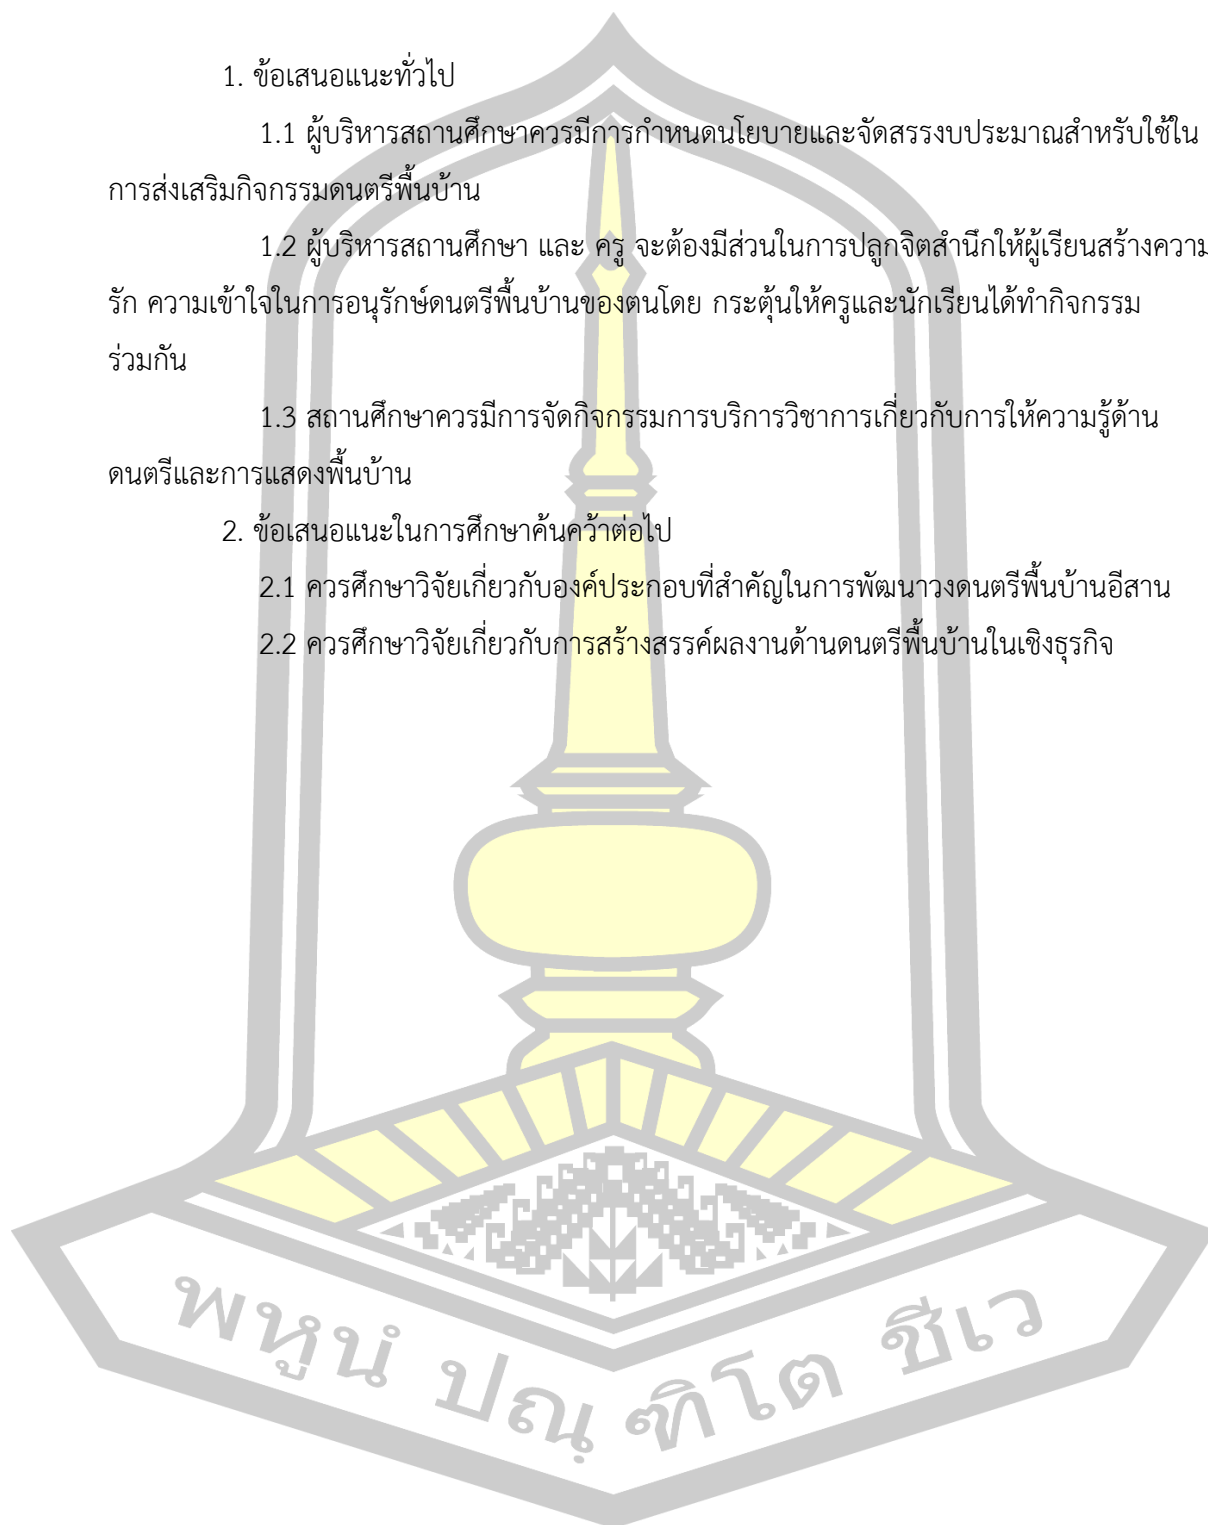 1. ข้อเสนอแนะทั่วไป
1.1 ผู้บริหารสถานศึกษาควรมีการกำหนดนโยบายและจัดสรรงบประมาณสำหรับใช้ใน
การส่งเสริมกิจกรรมดนตรีพื้นบ้าน
1.2 ผู้บริหารสถานศึกษา และ ครู จะต้องมีส่วนในการปลูกจิตสำนึกให้ผู้เรียนสร้างความ
รัก ความเข้าใจในการอนุรักษ์ดนตรีพื้นบ้านของตนโดย กระตุ้นให้ครูและนักเรียนได้ทำกิจกรรม
ร่วมกัน
1.3 สถานศึกษาควรมีการจัดกิจกรรมการบริการวิชาการเกี่ยวกับการให้ความรู้ด้าน
ดนตรีและการแสดงพื้นบ้าน
2. ข้อเสนอแนะในการศึกษาค้นคว้าต่อไป
2.1 ควรศึกษาวิจัยเกี่ยวกับองค์ประกอบที่สำคัญในการพัฒนาวงดนตรีพื้นบ้านอีสาน
2.2 ควรศึกษาวิจัยเกี่ยวกับการสร้างสรรค์ผลงานด้านดนตรีพื้นบ้านในเชิงธุรกิจ
พหูนํ ปณฺ ฑิโต ชีเว